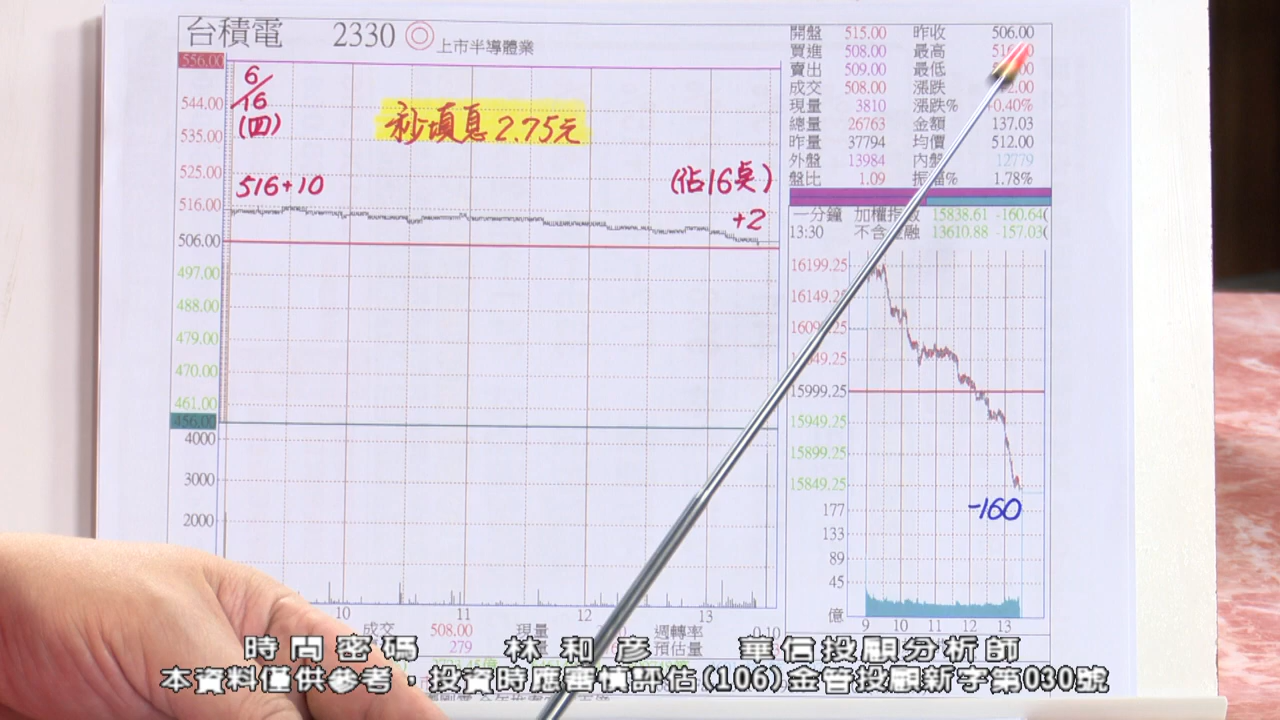 台積電 2330 ◎ 上市半導體業
6/16
(四)
秒填息2.75元
516+10
(佔16點)
+2
556.00
544.00
535.00
525.00
516.00
506.00
497.00
488.00
479.00
470.00
461.00
456.00
4000
3000
2000
10 11 12 13
開盤 515.00 昨收 506.00
買進 508.00 最高
賣出 509.00 最低
成交 508.00 漲跌
現量 3810 漲跌% 0.40%
總量 26763 金額 137.03
昨量 37794 均價 512.00
外盤 13984 內盤 12779
盤比 1.09 振幅% 1.78%
一分鐘 加權指數 15838.61 -160.64(
13:30 不含金融 13610.88 -157.03(
16199.25
16149.25
15999.25
15949.25
15899.25
15849.25
-160
177
133
89
45
億
9 10 11 12 13
成交 508.00 現量 週轉率 0.10
279 預估量
時間密碼 林和彥 華信投顧分析師
本資料僅供參考，投資時應審慎評估(106)金管投顧新字第030號